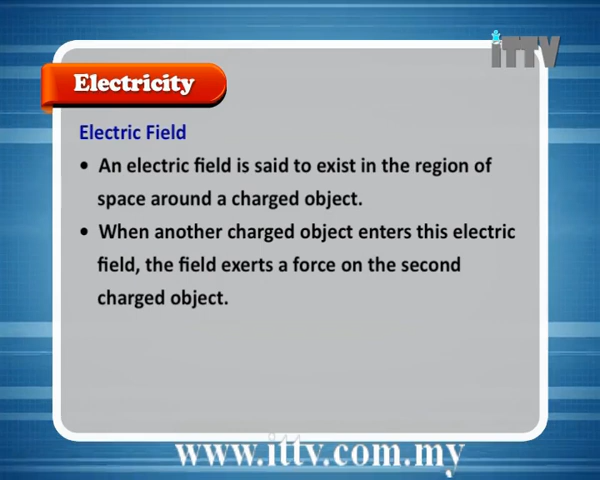 iTTV
Electricity
Electric Field
• An electric field is said to exist in the region of
space around a charged object.
• When another charged object enters this electric
field, the field exerts a force on the second
charged object.
www.ittv.com.my